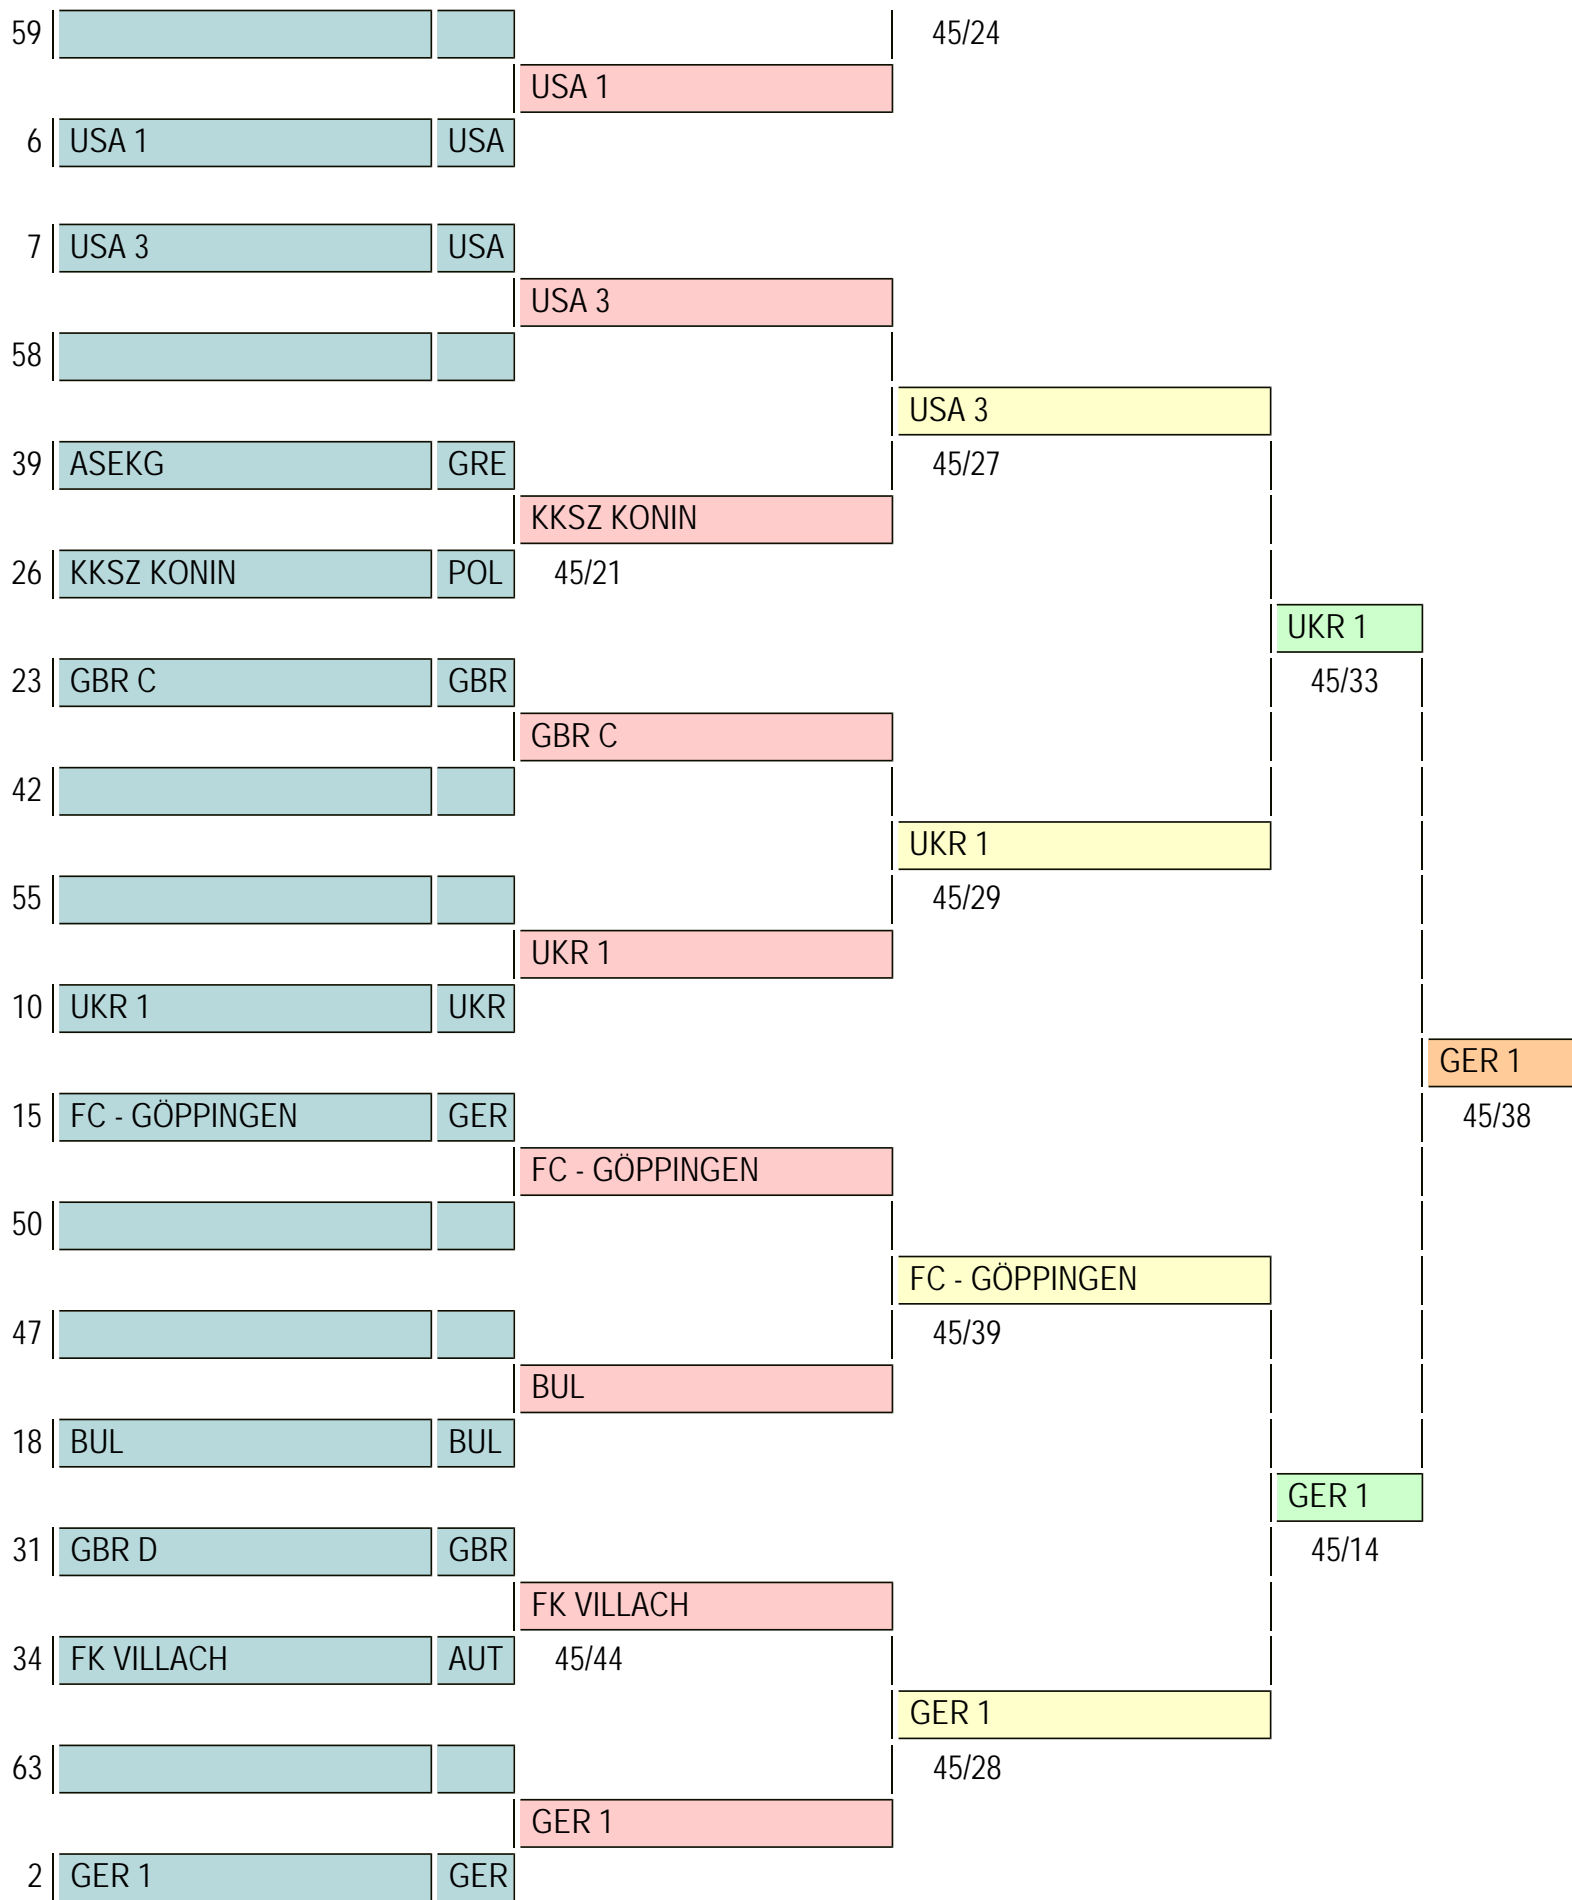 59 45/24
USA 1
6 USA 1 USA
7 USA 3 USA
USA 3
58
USA 3
39 ASEKG GRE 45/27
KKSZ KONIN
26 KKSZ KONIN POL 45/21
UKR 1
23 GBR C GBR 45/33
GBR C
42
UKR 1
55 45/29
UKR 1
10 UKR 1 UKR
GER 1
15 FC - GÖPPINGEN GER 45/38
FC - GÖPPINGEN
50
FC - GÖPPINGEN
47 45/39
BUL
18 BUL BUL
GER 1
31 GBR D GBR 45/14
FK VILLACH
34 FK VILLACH AUT 45/44
GER 1
63 45/28
GER 1
2 GER 1 GER